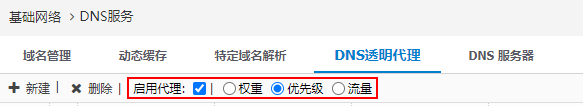 基础网络 > DNS服务
域名管理 动态缓存 特定域名解析 DNS透明代理 DNS 服务器
新建 | 删除 | 启用代理: | 权重 优先级 流量